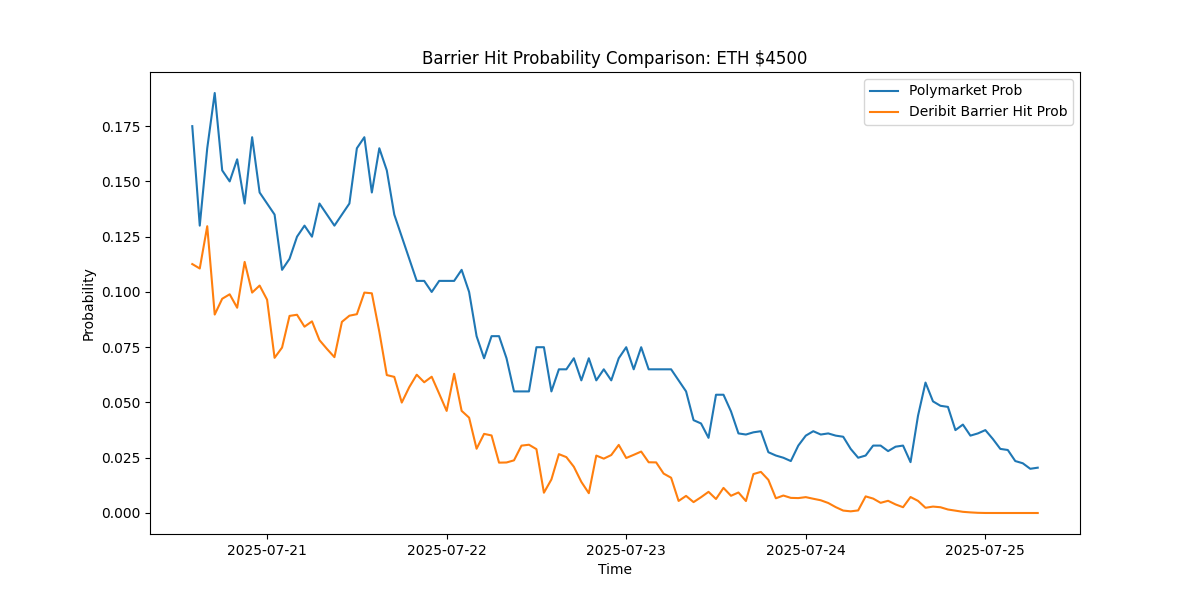 Barrier Hit Probability Comparison: ETH $4500
Polymarket Prob
Deribit Barrier Hit Prob
Probability
0.175
0.150
0.125
0.100
0.075
0.050
0.025
0.000
2025-07-21 2025-07-22 2025-07-23 2025-07-24 2025-07-25
Time